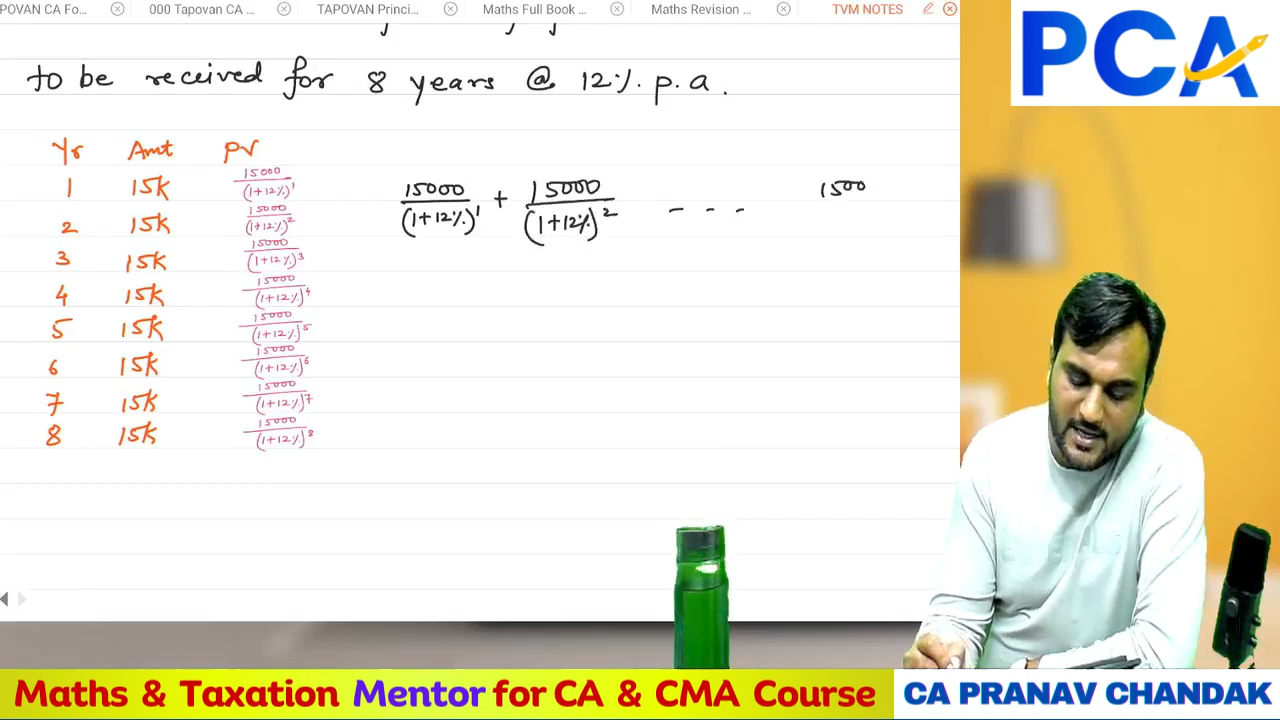 POVAN CA Fo... 000 Tapovan CA ... TAPOVAN Princi... Maths Full Book ... Maths Revision ... TVM NOTES
PCA
to be received for 8 years @ 12%. p.a.
Yr Amt PV
1 15K 15000/(1+12%)^1
2 15K 15000/(1+12%)^2
3 15K 15000/(1+12%)^3
4 15K 15000/(1+12%)^4
5 15K 15000/(1+12%)^5
6 15K 15000/(1+12%)^6
7 15K 15000/(1+12%)^7
8 15K 15000/(1+12%)^8
15000/(1+12%)^1 + 15000/(1+12%)^2 - - - 1500
Maths & Taxation Mentor for CA & CMA Course
CA PRANAV CHANDAK